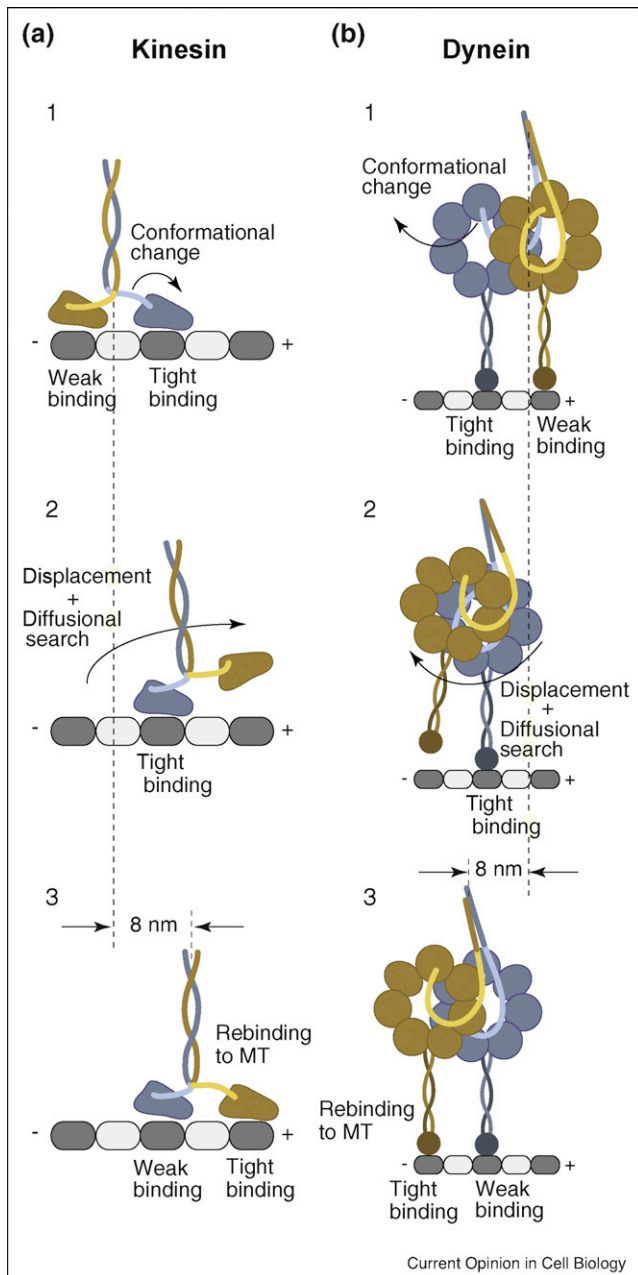 (a)
Kinesin
1
Conformational
change
-
+
Weak
binding
Tight
binding
2
Displacement
+
Diffusional
search
-
+
Tight
binding
3
8 nm
Rebinding
to MT
-
+
Weak
binding
Tight
binding
(b)
Dynein
1
Conformational
change
-
+
Tight
binding
Weak
binding
2
Displacement
+
Diffusional
search
-
+
Tight
binding
8 nm
3
Rebinding
to MT
-
+
Tight
binding
Weak
binding
Current Opinion in Cell Biology